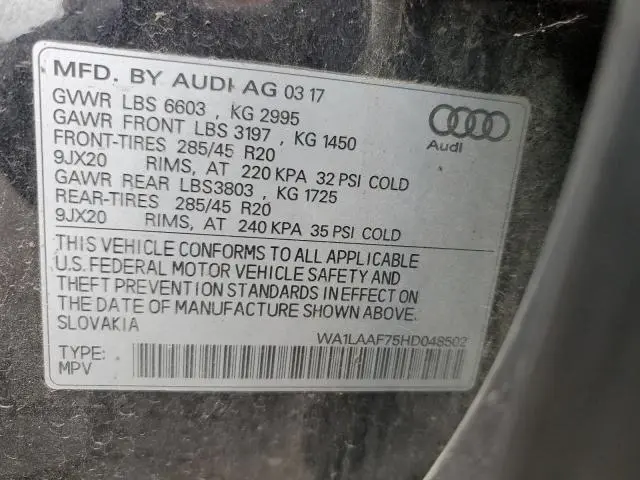 MFD. BY AUDI AG 03 17
GVWR LBS 6603 , KG 2995
GAWR FRONT LBS 3197 , KG 1450
FRONT-TIRES 285/45 R20
9JX20 RIMS, AT 220 KPA 32 PSI COLD
GAWR REAR LBS3803 , KG 1725
REAR-TIRES 285/45 R20
9JX20 RIMS, AT 240 KPA 35 PSI COLD
Audi
THIS VEHICLE CONFORMS TO ALL APPLICABLE
U.S. FEDERAL MOTOR VEHICLE SAFETY AND
THEFT PREVENTION STANDARDS IN EFFECT ON
THE DATE OF MANUFACTURE SHOWN ABOVE.
SLOVAKIA
WA1LAAF75HD048502
TYPE:
MPV